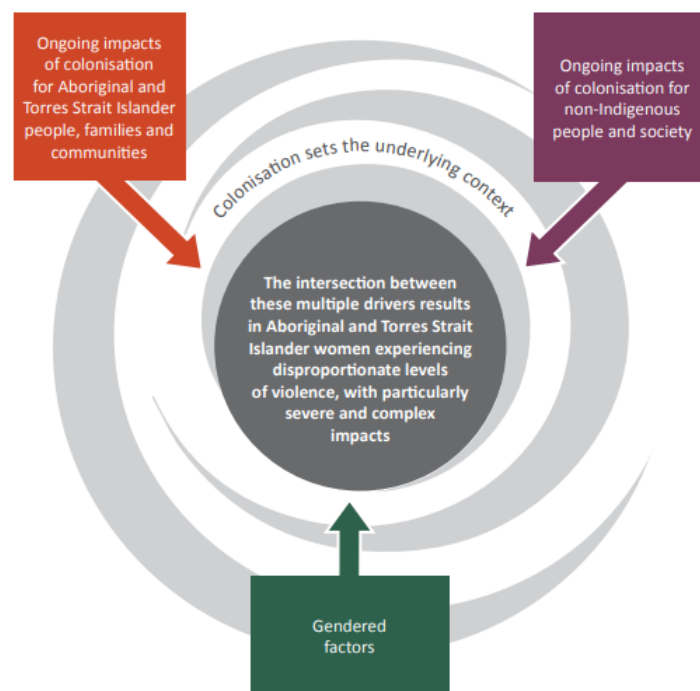 Ongoing impacts
of colonisation
for Aboriginal and
Torres Strait Islander
people, families and
communities
Ongoing impacts
of colonisation for
non-Indigenous
people and society
Colonisation sets the underlying context
The intersection between
these multiple drivers results
in Aboriginal and Torres Strait
Islander women experiencing
disproportionate levels
of violence, with particularly
severe and complex
impacts
Gendered
factors